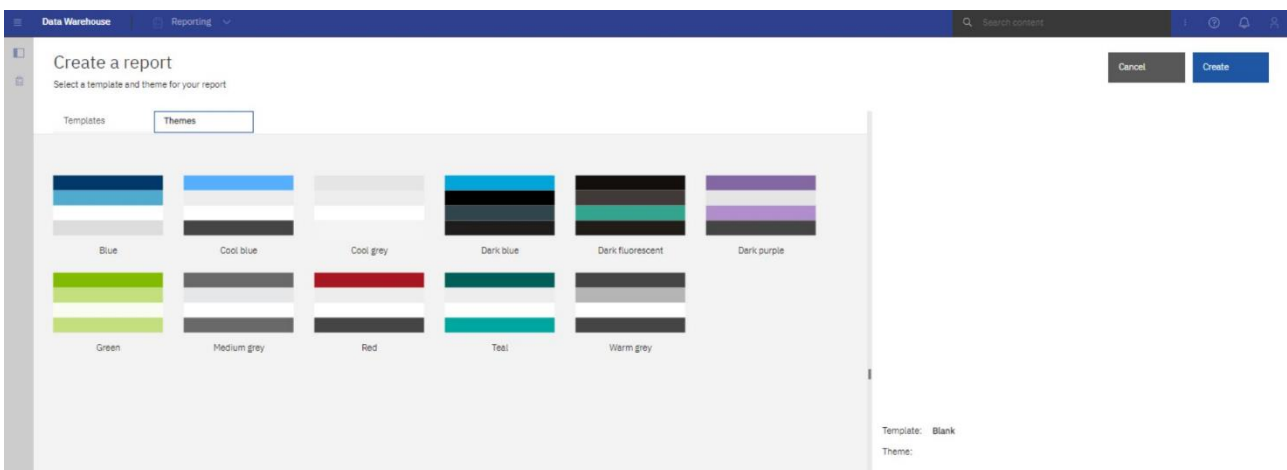 Data Warehouse Reporting Search content
Create a report
Cancel Create
Select a template and theme for your report
Templates Themes
Blue Cool blue Cool grey Dark blue Dark fluorescent Dark purple
Green Medium grey Red Teal Warm grey
Template: Blank
Theme: